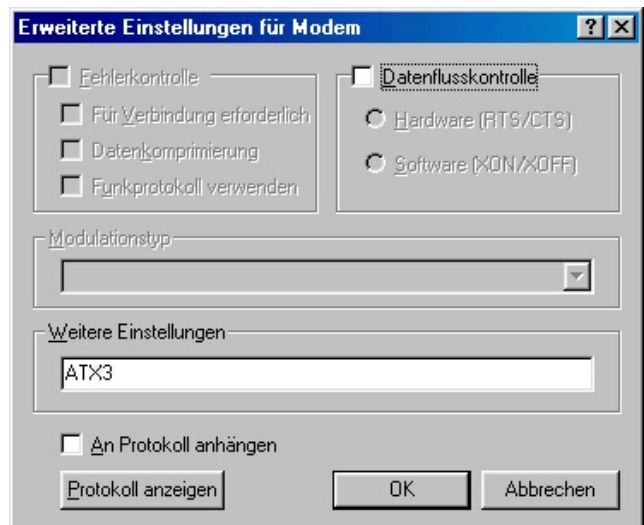 Erweiterte Einstellungen für Modem
Fehlerkontrolle
Für Verbindung erforderlich
Datenkomprimierung
Funkprotokoll verwenden
Datenflusskontrolle
Hardware (RTS/CTS)
Software (XON/XOFF)
Modulationstyp
Weitere Einstellungen
ATX3
An Protokoll anhängen
Protokoll anzeigen
OK
Abbrechen